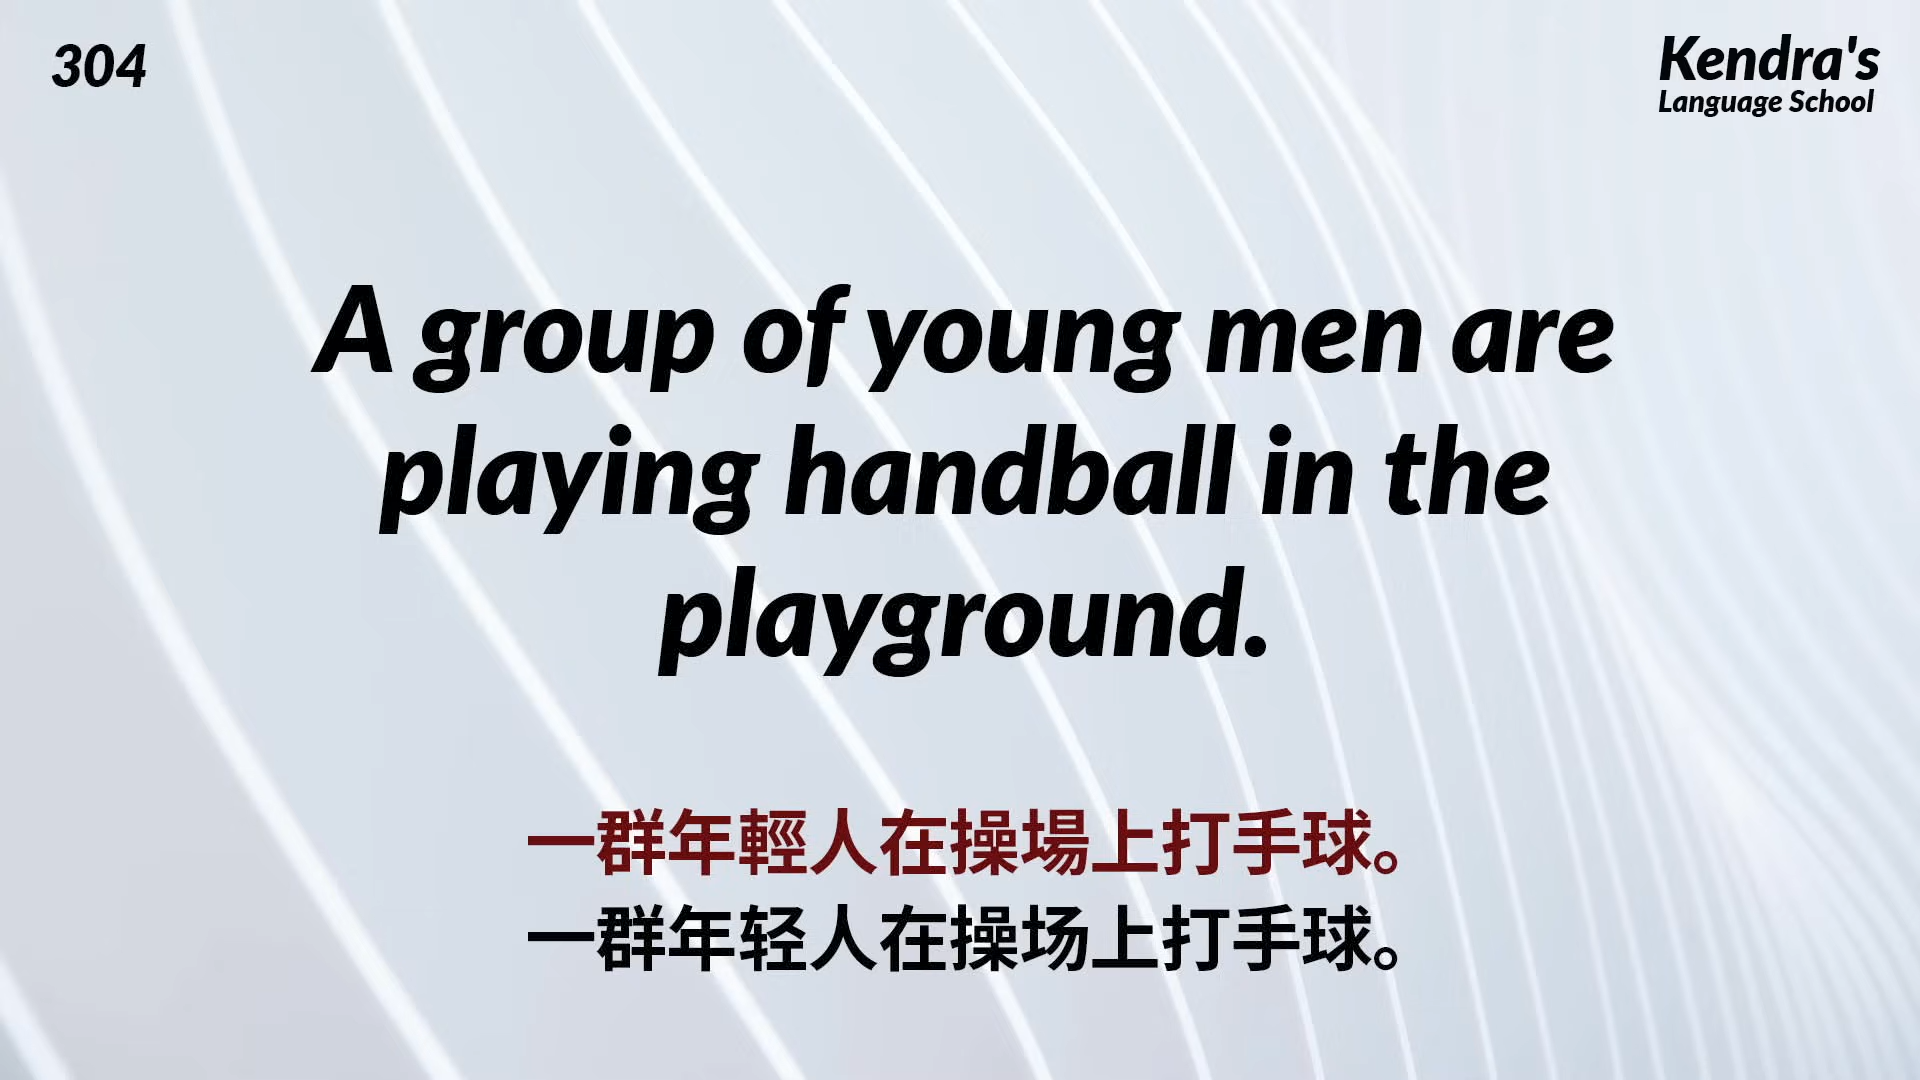 304
Kendra's
Language School
A group of young men are
playing handball in the
playground.
一群年輕人在操場上打手球。
一群年轻人在操场上打手球。